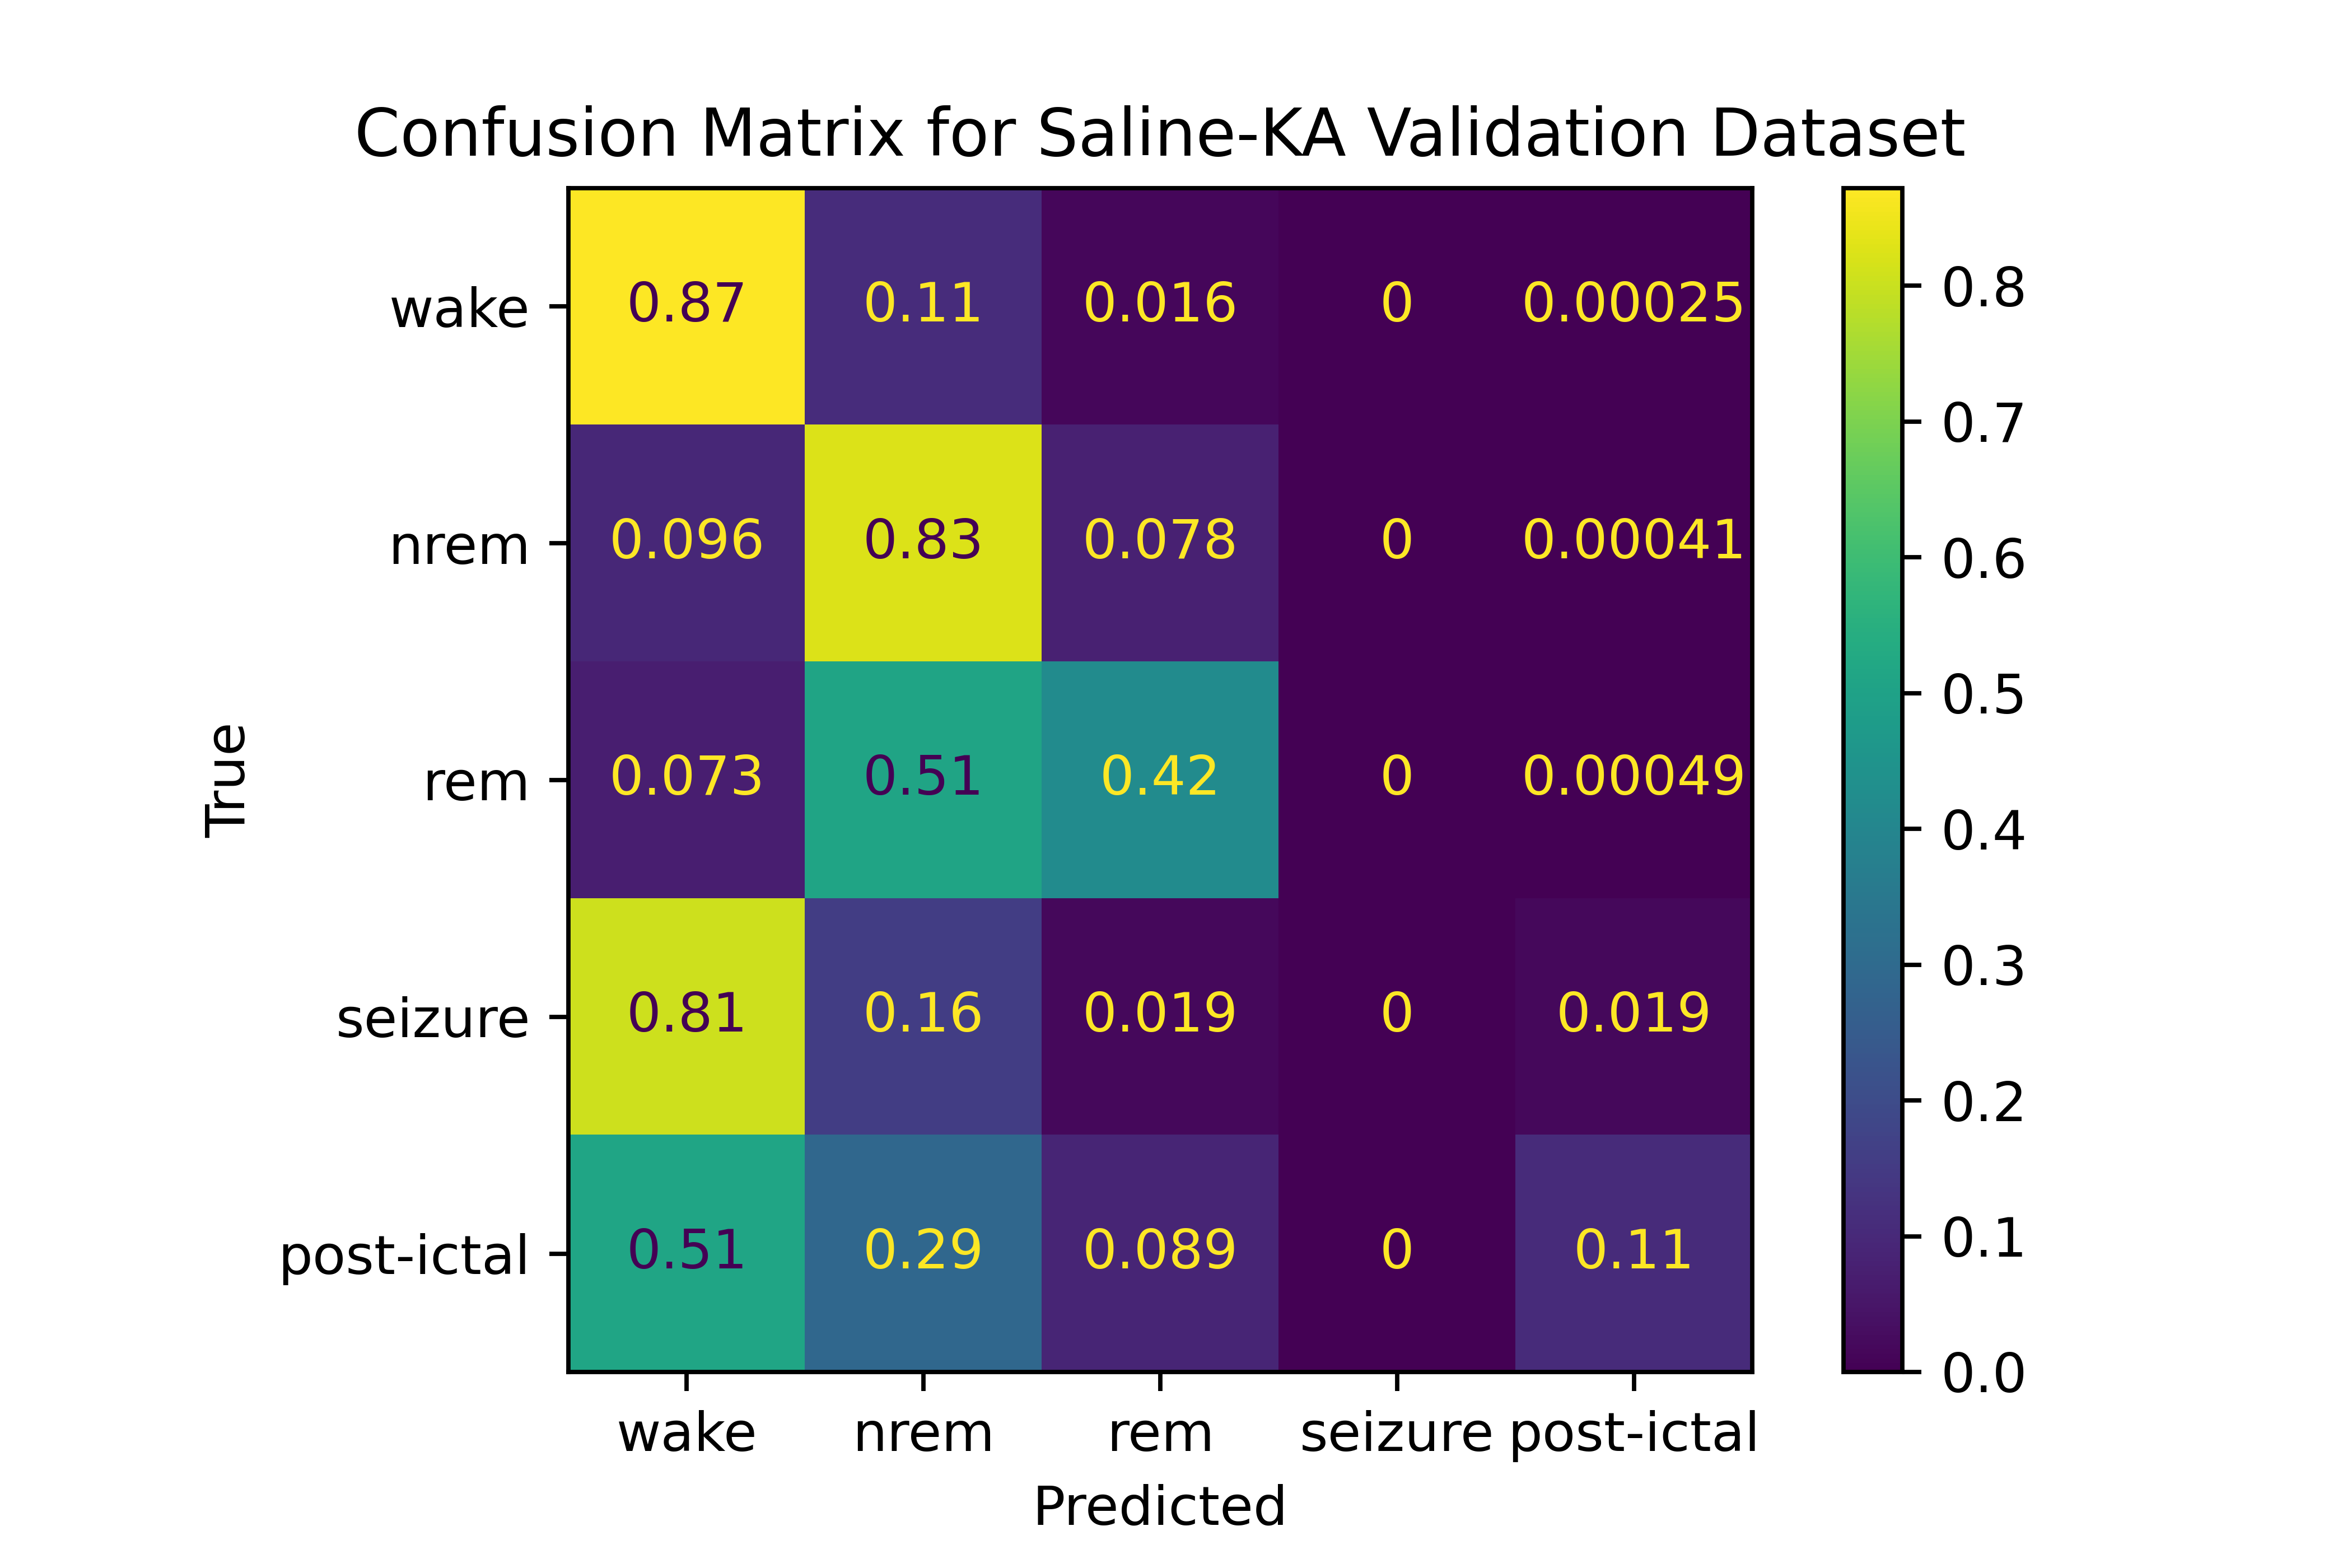 Confusion Matrix for Saline-KA Validation Dataset
wake 0.87 0.11 0.016 0 0.00025
nrem 0.096 0.83 0.078 0 0.00041
rem 0.073 0.51 0.42 0 0.00049
seizure 0.81 0.16 0.019 0 0.019
post-ictal 0.51 0.29 0.089 0 0.11
True
wake nrem rem seizure post-ictal
Predicted
0.8
0.7
0.6
0.5
0.4
0.3
0.2
0.1
0.0